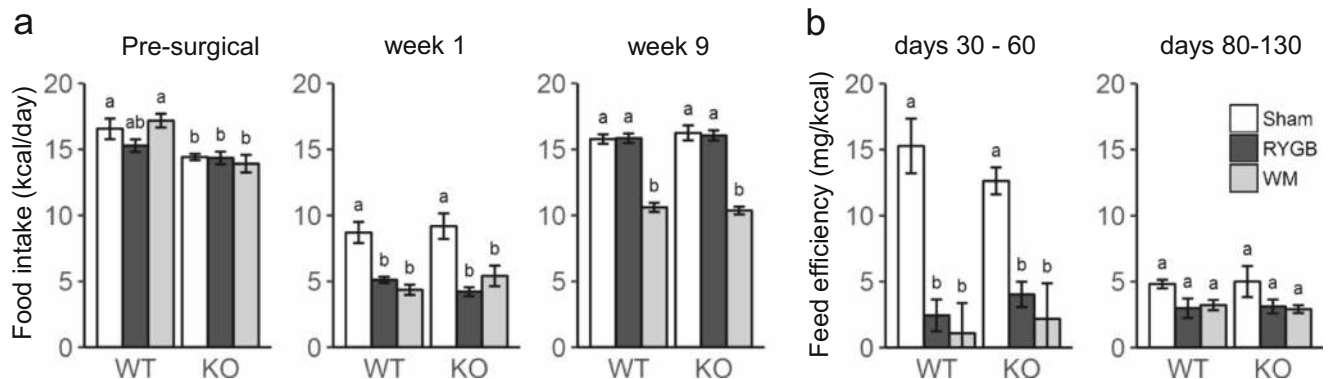 a
Pre-surgical
week 1
week 9
Food intake (kcal/day)
20
15
10
5
0
a
ab
a
b
b
b
WT
KO
20
15
10
5
0
a
b
b
a
b
b
WT
KO
20
15
10
5
0
a
a
b
a
a
b
WT
KO
b
days 30 - 60
days 80-130
Feed efficiency (mg/kcal)
20
15
10
5
0
a
b
b
a
b
b
WT
KO
20
15
10
5
0
a
a
a
a
a
a
WT
KO
Sham
RYGB
WM